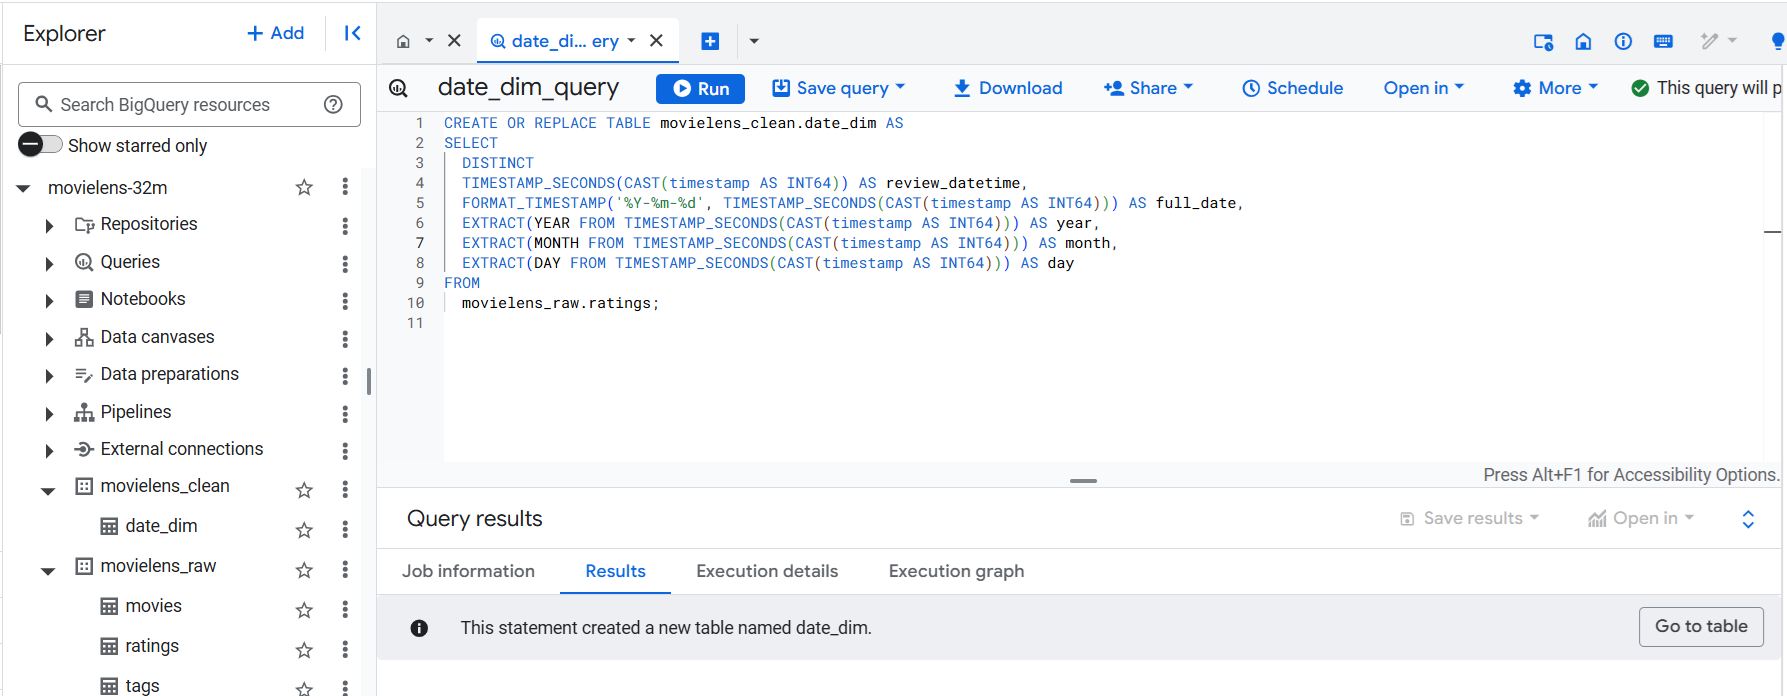 Explorer
+ Add
date_di... ery
Search BigQuery resources
Show starred only
movielens-32m
Repositories
Queries
Notebooks
Data canvases
Data preparations
Pipelines
External connections
movielens_clean
date_dim
movielens_raw
movies
ratings
tags
date_dim_query
Run
Save query
Download
Share
Schedule
Open in
More
This query will p
1 CREATE OR REPLACE TABLE movielens_clean.date_dim AS
2 SELECT
3 DISTINCT
4 TIMESTAMP_SECONDS(CAST(timestamp AS INT64)) AS review_datetime,
5 FORMAT_TIMESTAMP('%Y-%m-%d', TIMESTAMP_SECONDS(CAST(timestamp AS INT64))) AS full_date,
6 EXTRACT(YEAR FROM TIMESTAMP_SECONDS(CAST(timestamp AS INT64))) AS year,
7 EXTRACT(MONTH FROM TIMESTAMP_SECONDS(CAST(timestamp AS INT64))) AS month,
8 EXTRACT(DAY FROM TIMESTAMP_SECONDS(CAST(timestamp AS INT64))) AS day
9 FROM
10 movielens_raw.ratings;
11
Press Alt+F1 for Accessibility Options.
Query results
Save results
Open in
Job information
Results
Execution details
Execution graph
This statement created a new table named date_dim.
Go to table